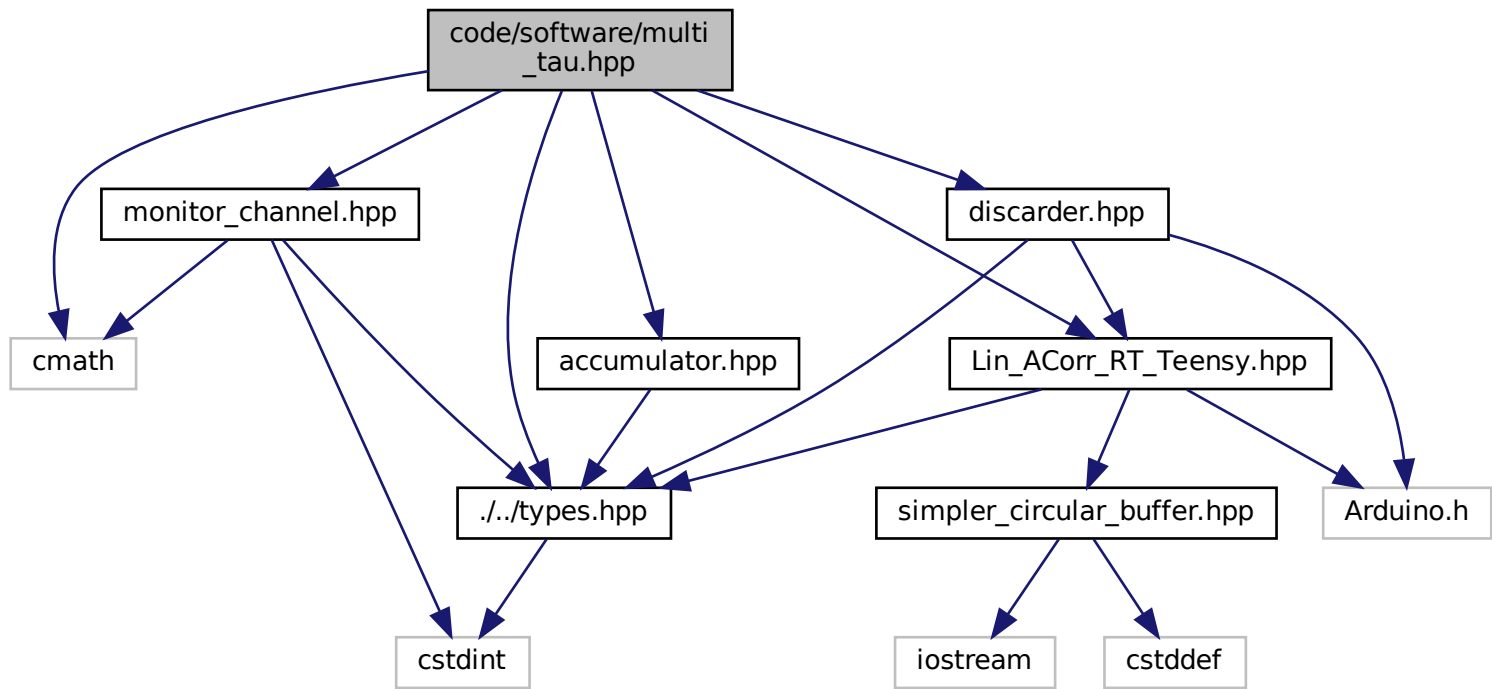 code/software/multi
_tau.hpp
monitor_channel.hpp
discarder.hpp
cmath
accumulator.hpp
Lin_ACorr_RT_Teensy.hpp
./../types.hpp
simpler_circular_buffer.hpp
Arduino.h
cstdint
iostream
cstddef